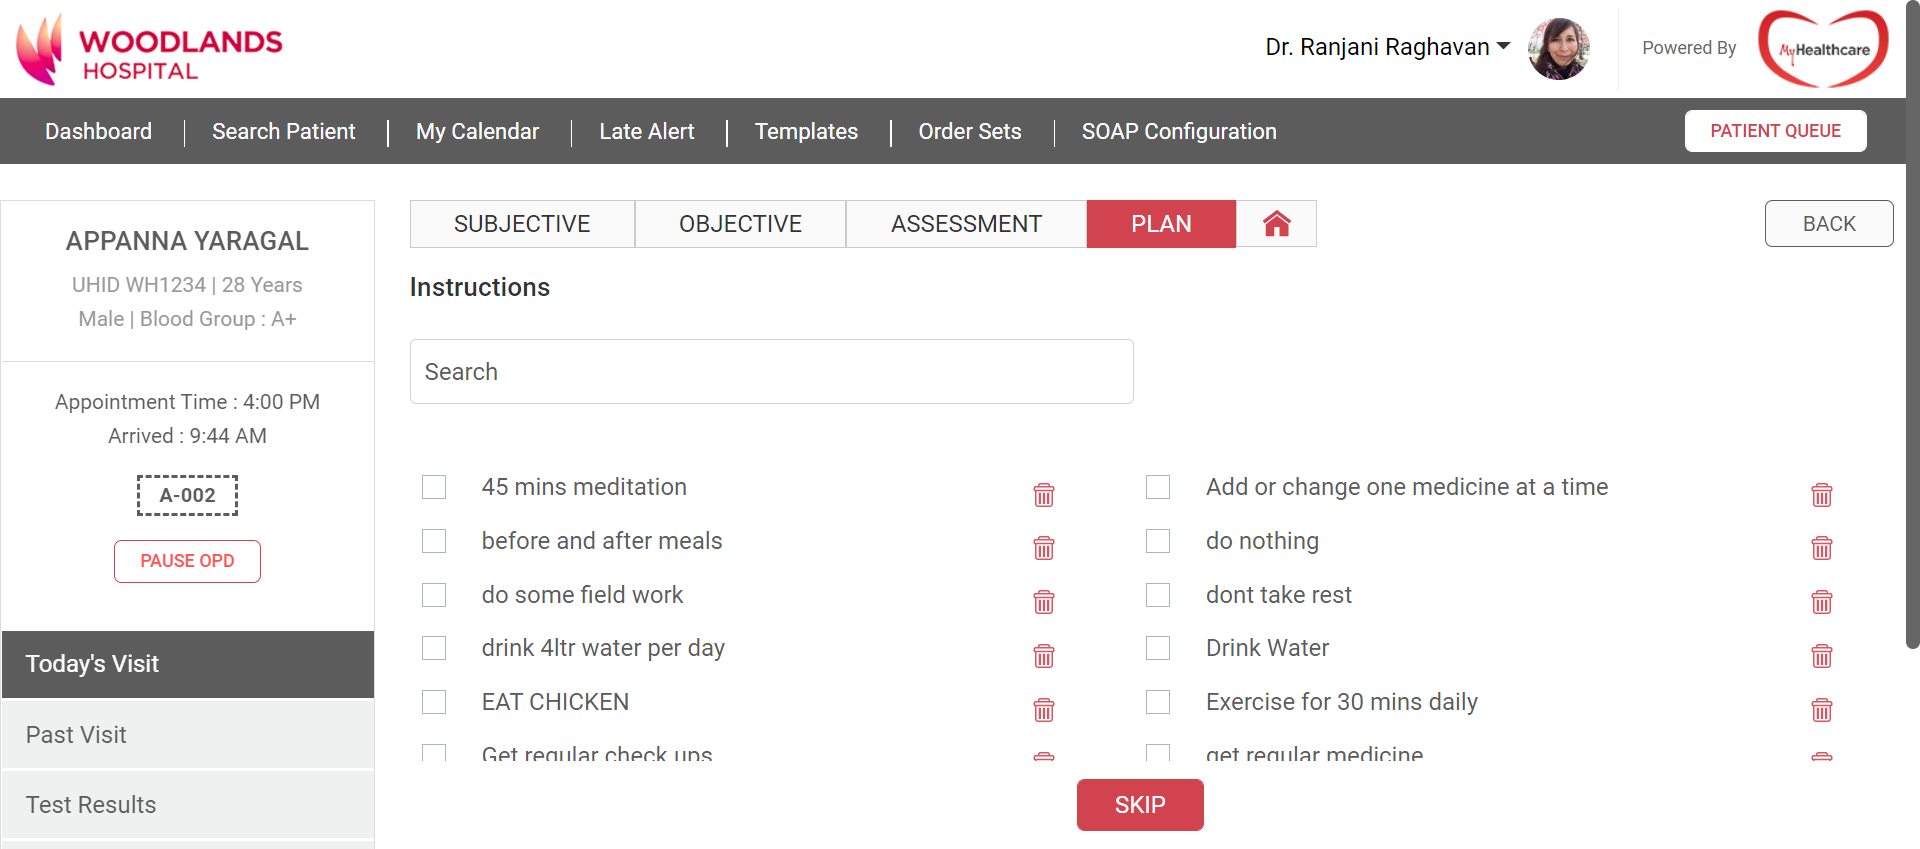 WOODLANDS
HOSPITAL
Dr. Ranjani Raghavan
Powered By
MyHealthcare
Dashboard
Search Patient
My Calendar
Late Alert
Templates
Order Sets
SOAP Configuration
PATIENT QUEUE
APPANNA YARAGAL
UHID WH1234 | 28 Years
Male | Blood Group : A+
Appointment Time : 4:00 PM
Arrived : 9:44 AM
A-002
PAUSE OPD
Today's Visit
Past Visit
Test Results
SUBJECTIVE
OBJECTIVE
ASSESSMENT
PLAN
BACK
Instructions
Search
45 mins meditation
Add or change one medicine at a time
before and after meals
do nothing
do some field work
dont take rest
drink 4ltr water per day
Drink Water
EAT CHICKEN
Exercise for 30 mins daily
Get regular check ups
get regular medicine
SKIP